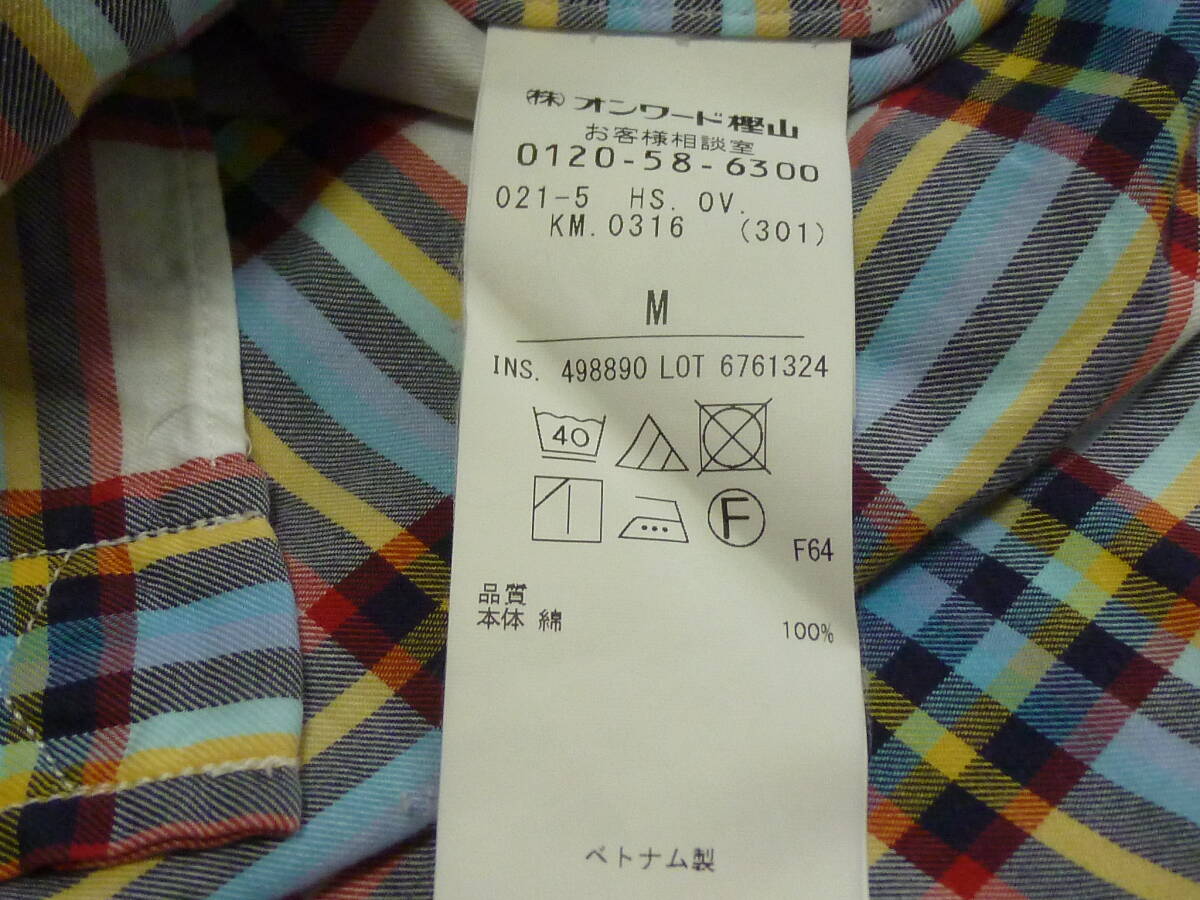 ㈱ オンワード樫山
お客様相談室
0120-58-6300
021-5 HS. OV.
KM. 0316 (301)
M
INS. 498890 LOT 6761324
40
F
F64
品質
本体 綿 100%
ベトナム製